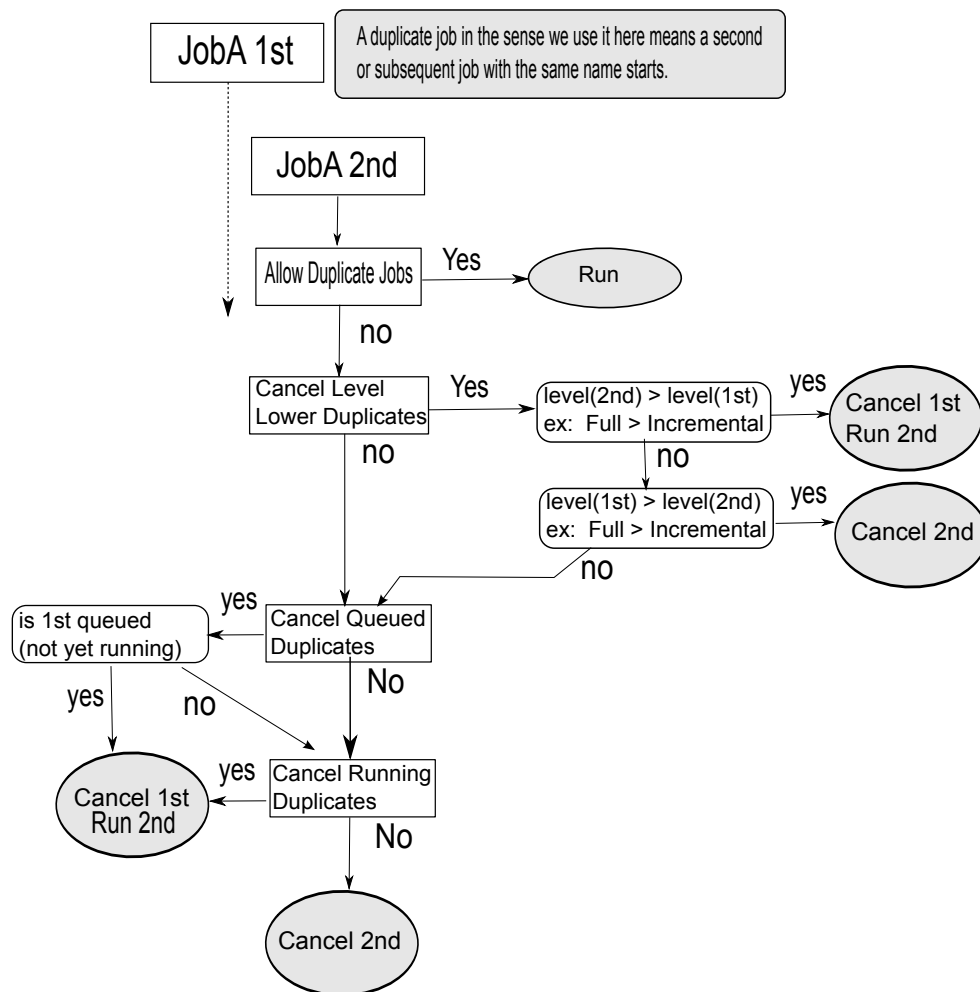 JobA 1st
A duplicate job in the sense we use it here means a second
or subsequent job with the same name starts.
JobA 2nd
Allow Duplicate Jobs
Yes
Run
no
Cancel Level
Lower Duplicates
Yes
level(2nd) > level(1st)
ex: Full > Incremental
yes
Cancel 1st
Run 2nd
no
no
level(1st) > level(2nd)
ex: Full > Incremental
yes
Cancel 2nd
no
Cancel Queued
Duplicates
yes
is 1st queued
(not yet running)
No
yes
no
Cancel Running
Duplicates
yes
Cancel 1st
Run 2nd
No
Cancel 2nd